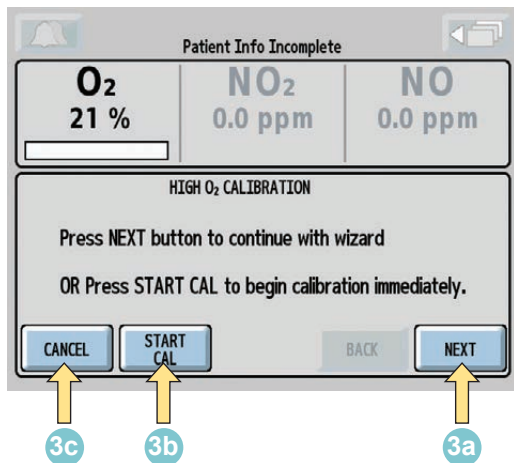 Patient Info Incomplete
O₂ NO₂ NO
21 % 0.0 ppm 0.0 ppm
HIGH O₂ CALIBRATION
Press NEXT button to continue with wizard
OR Press START CAL to begin calibration immediately.
CANCEL START CAL BACK NEXT
3c 3b 3a